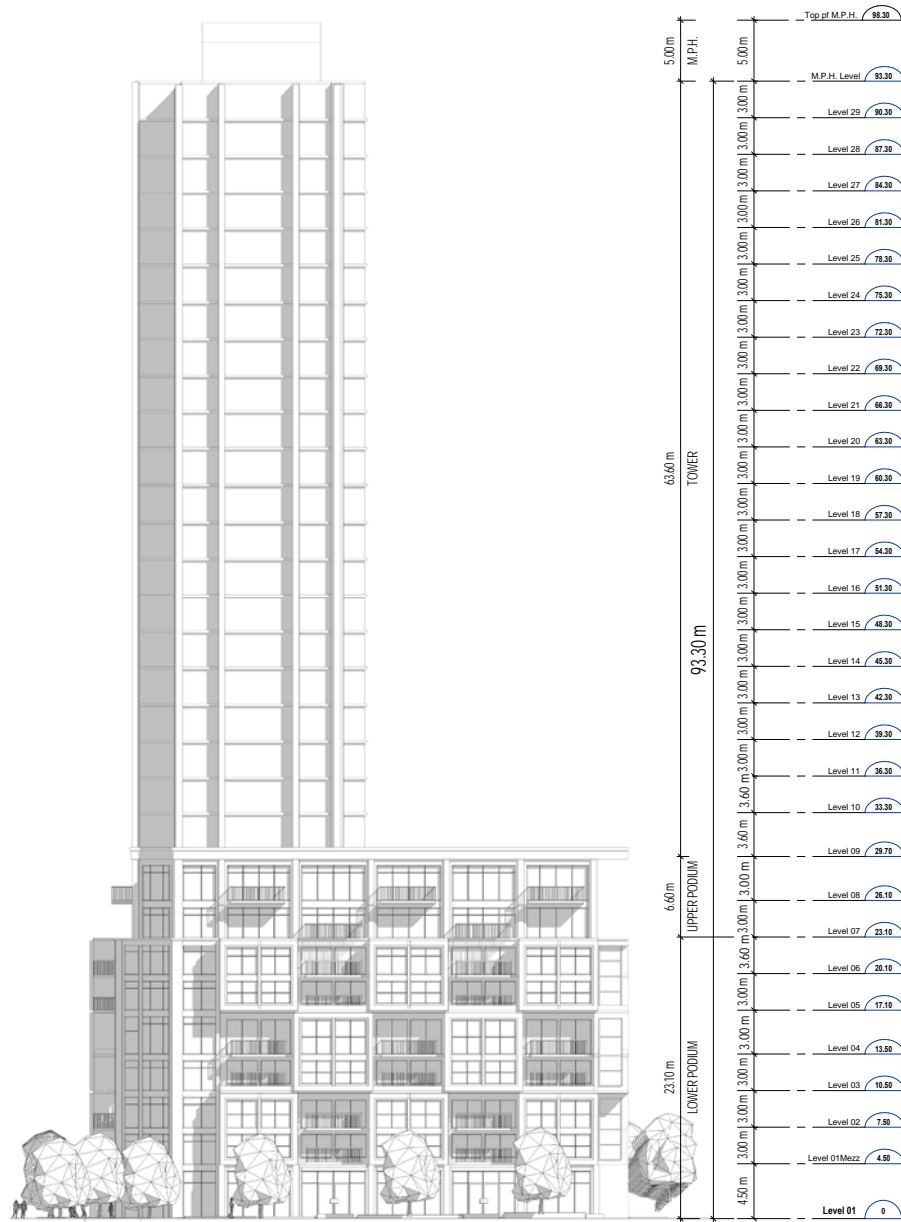 Top pf M.P.H. 98.30
5.00 m
M.P.H.
5.00 m
M.P.H. Level 93.30
3.00 m
Level 29 90.30
3.00 m
Level 28 87.30
3.00 m
Level 27 84.30
3.00 m
Level 26 81.30
3.00 m
Level 25 78.30
3.00 m
Level 24 75.30
3.00 m
Level 23 72.30
3.00 m
Level 22 69.30
3.00 m
Level 21 66.30
3.00 m
Level 20 63.30
63.60 m
TOWER
3.00 m
Level 19 60.30
3.00 m
Level 18 57.30
3.00 m
Level 17 54.30
3.00 m
Level 16 51.30
3.00 m
Level 15 48.30
93.30 m
3.00 m
Level 14 45.30
3.00 m
Level 13 42.30
3.00 m
Level 12 39.30
3.00 m
Level 11 36.30
3.60 m
Level 10 33.30
3.60 m
Level 09 29.70
6.60 m
UPPER PODIUM
3.000 m
Level 08 26.10
3.00 m
Level 07 23.10
3.60 m
Level 06 20.10
3.00 m
Level 05 17.10
3.00 m
Level 04 13.50
23.10 m
LOWER PODIUM
3.00 m
Level 03 10.50
3.00 m
Level 02 7.50
3.00 m
Level 01Mezz 4.50
4.50 m
Level 01 0